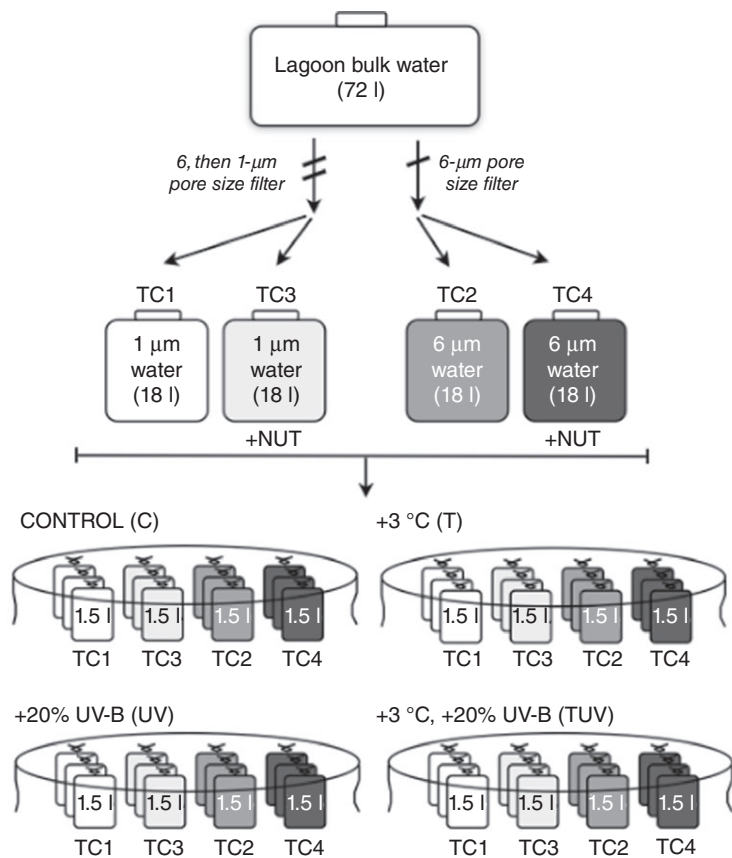 Lagoon bulk water
(72 l)
6, then 1-μm
pore size filter
6-μm pore
size filter
TC1
TC3
TC2
TC4
1 μm
water
(18 l)
1 μm
water
(18 l)
6 μm
water
(18 l)
6 μm
water
(18 l)
+NUT
+NUT
CONTROL (C)
1.5 l
1.5 l
1.5 l
1.5 l
TC1
TC3
TC2
TC4
+3 °C (T)
1.5 l
1.5 l
1.5 l
1.5 l
TC1
TC3
TC2
TC4
+20% UV-B (UV)
1.5 l
1.5 l
1.5 l
1.5 l
TC1
TC3
TC2
TC4
+3 °C, +20% UV-B (TUV)
1.5 l
1.5 l
1.5 l
1.5 l
TC1
TC3
TC2
TC4